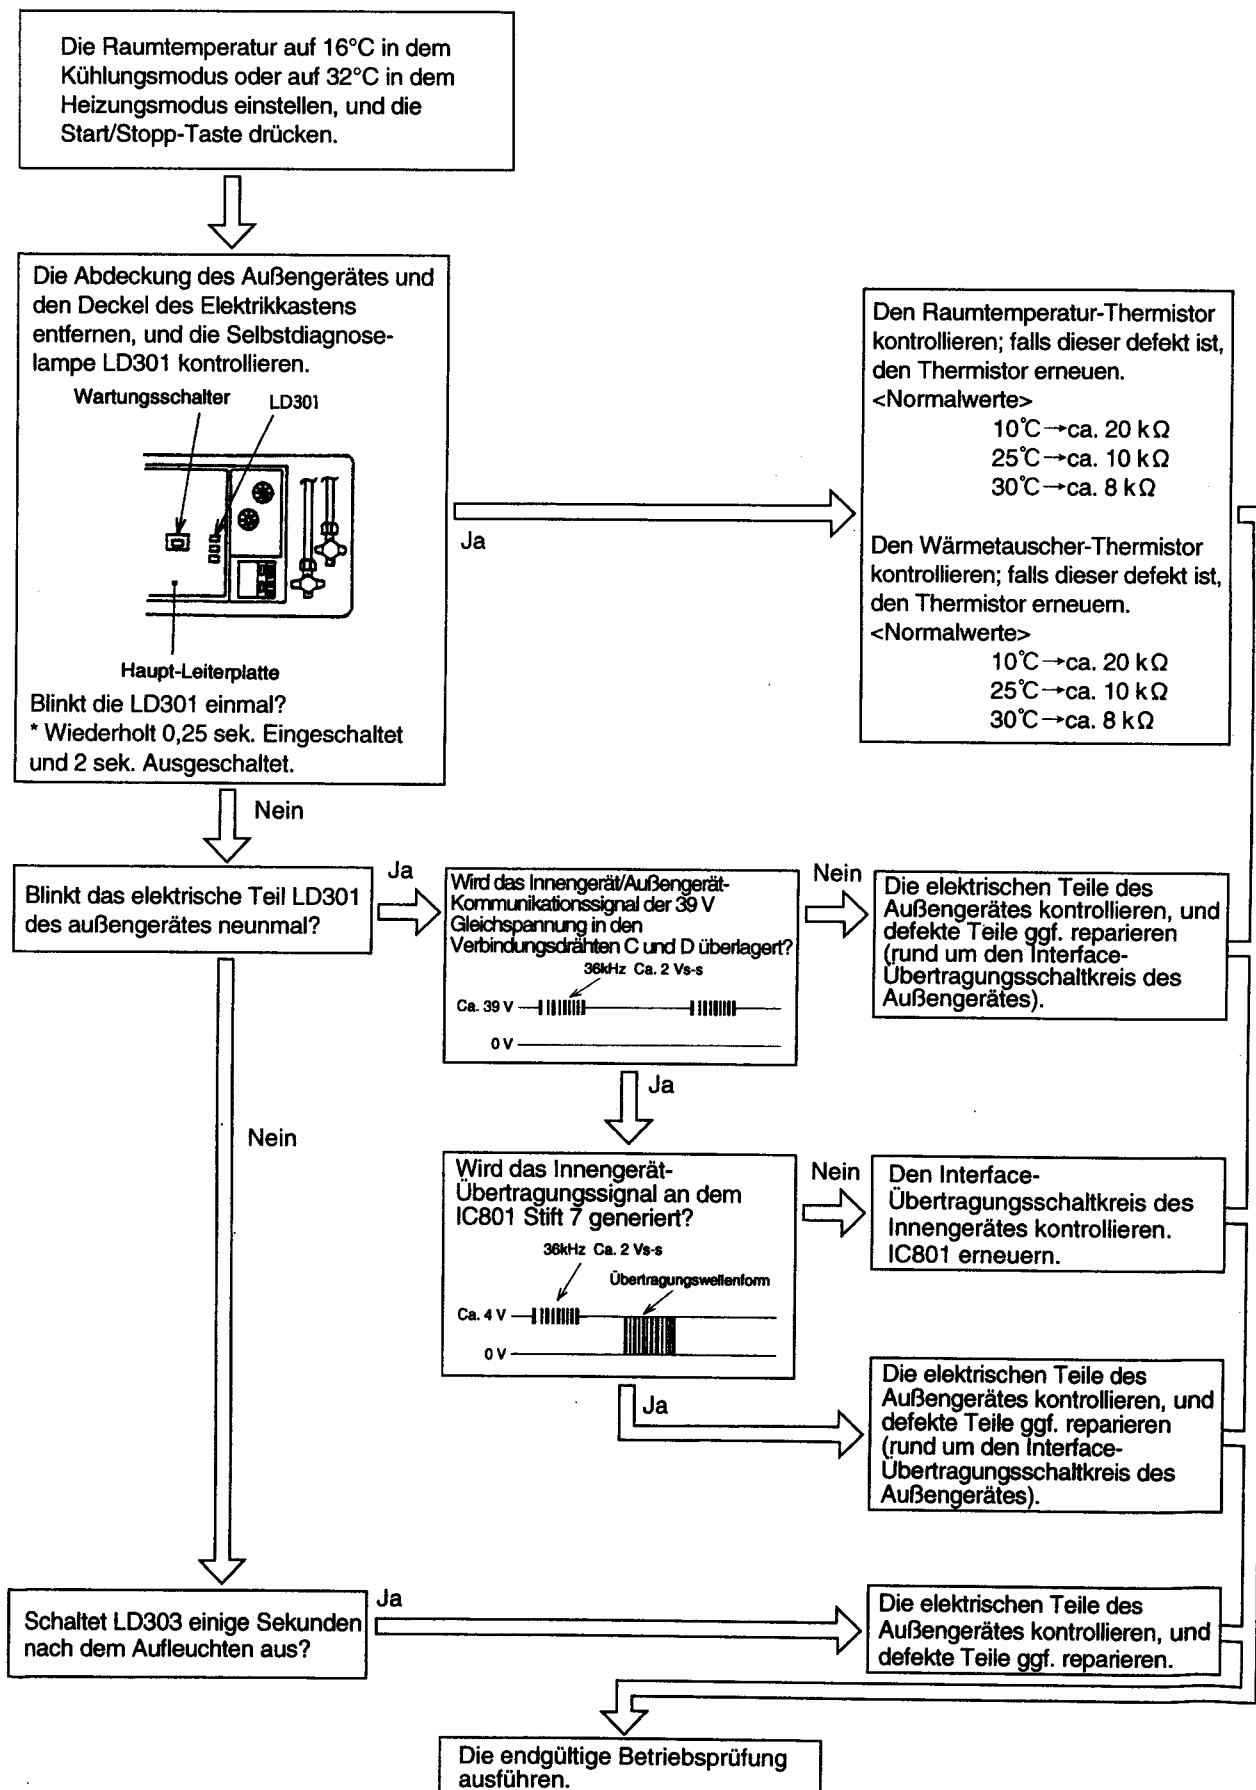 Die Raumtemperatur auf 16°C in dem
Kühlungsmodus oder auf 32°C in dem
Heizungsmodus einstellen, und die
Start/Stopp-Taste drücken.
Die Abdeckung des Außengerätes und
den Deckel des Elektrikkastens
entfernen, und die Selbstdiagnose-
lampe LD301 kontrollieren.
Wartungsschalter
LD301
Haupt-Leiterplatte
Blinkt die LD301 einmal?
* Wiederholt 0,25 sek. Eingeschaltet
und 2 sek. Ausgeschaltet.
Ja
Den Raumtemperatur-Thermistor
kontrollieren; falls dieser defekt ist,
den Thermistor erneuen.
<Normalwerte>
10℃→ca. 20 kΩ
25℃→ca. 10 kΩ
30℃→ca. 8 kΩ
Den Wärmetauscher-Thermistor
kontrollieren; falls dieser defekt ist,
den Thermistor erneuern.
<Normalwerte>
10℃→ca. 20 kΩ
25℃→ca. 10 kΩ
30℃→ca. 8 kΩ
Nein
Blinkt das elektrische Teil LD301
des außengerätes neunmal?
Ja
Wird das Innengerät/Außengerät-
Kommunikationssignal der 39 V
Gleichspannung in den
Verbindungsdrähten C und D überlagert?
36kHz Ca. 2 Vs-s
Ca. 39 V
0 V
Nein
Die elektrischen Teile des
Außengerätes kontrollieren, und
defekte Teile ggf. reparieren
(rund um den Interface-
Übertragungsschaltkreis des
Außengerätes).
Ja
Nein
Wird das Innengerät-
Übertragungssignal an dem
IC801 Stift 7 generiert?
36kHz Ca. 2 Vs-s
Übertragungswellenform
Ca. 4 V
0 V
Nein
Den Interface-
Übertragungsschaltkreis des
Innengerätes kontrollieren.
IC801 erneuern.
Ja
Die elektrischen Teile des
Außengerätes kontrollieren, und
defekte Teile ggf. reparieren
(rund um den Interface-
Übertragungsschaltkreis des
Außengerätes).
Schaltet LD303 einige Sekunden
nach dem Aufleuchten aus?
Ja
Die elektrischen Teile des
Außengerätes kontrollieren, und
defekte Teile ggf. reparieren.
Die endgültige Betriebsprüfung
ausführen.